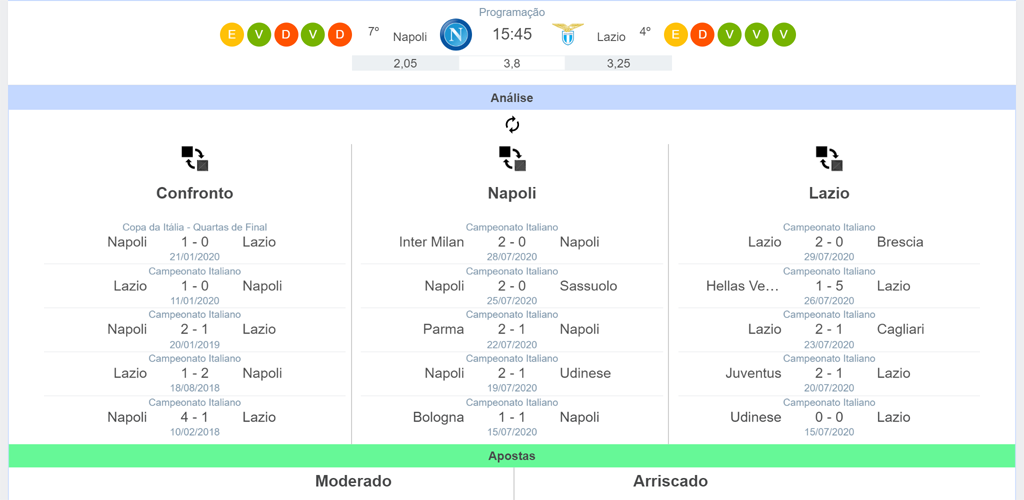 Programação
E V D V D 7º Napoli 15:45 Lazio 4º E D V V V
2,05 3,8 3,25
Análise
Confronto
Copa da Itália - Quartas de Final
Napoli 1 - 0 Lazio
21/01/2020
Campeonato Italiano
Lazio 1 - 0 Napoli
11/01/2020
Campeonato Italiano
Napoli 2 - 1 Lazio
20/01/2019
Campeonato Italiano
Lazio 1 - 2 Napoli
18/08/2018
Campeonato Italiano
Napoli 4 - 1 Lazio
10/02/2018
Napoli
Campeonato Italiano
Inter Milan 2 - 0 Napoli
28/07/2020
Campeonato Italiano
Napoli 2 - 0 Sassuolo
25/07/2020
Campeonato Italiano
Parma 2 - 1 Napoli
22/07/2020
Campeonato Italiano
Napoli 2 - 1 Udinese
19/07/2020
Campeonato Italiano
Bologna 1 - 1 Napoli
15/07/2020
Lazio
Campeonato Italiano
Lazio 2 - 0 Brescia
29/07/2020
Campeonato Italiano
Hellas Ve... 1 - 5 Lazio
26/07/2020
Campeonato Italiano
Lazio 2 - 1 Cagliari
23/07/2020
Campeonato Italiano
Juventus 2 - 1 Lazio
20/07/2020
Campeonato Italiano
Udinese 0 - 0 Lazio
15/07/2020
Apostas
Moderado Arriscado